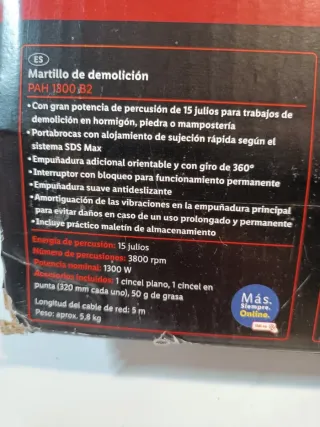 ES
Martillo de demolición
PAH 1300 B2
• Con gran potencia de percusión de 15 julios para trabajos de
demolición en hormigón, piedra o mampostería
• Portabrocas con alojamiento de sujeción rápida según el
sistema SDS Max
• Empuñadura adicional orientable y con giro de 360°
• Interruptor con bloqueo para funcionamiento permanente
• Empuñadura suave antideslizante
• Amortiguación de las vibraciones en la empuñadura principal
para evitar daños en caso de un uso prolongado y permanente
• Incluye práctico maletín de almacenamiento
Energía de percusión: 15 julios
Número de percusiones: 3800 rpm
Potencia nominal: 1300 W
Accesorios incluidos: 1 cincel plano, 1 cincel en
punta (320 mm cada uno), 50 g de grasa
Longitud del cable de red: 5 m
Peso: aprox. 5,8 kg
Más.
Siempre.
Online.